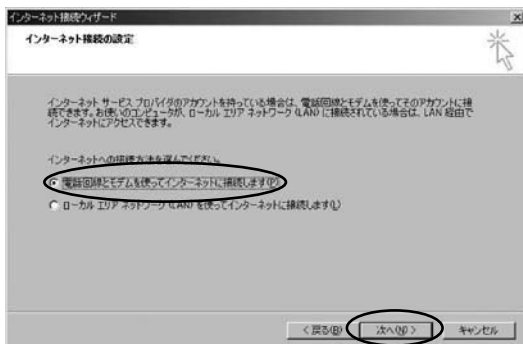 インターネット接続ウィザード
インターネット接続の設定
インターネット サービス プロバイダのアカウントを持っている場合は、電話回線とモデムを使ってそのアカウントに接
続できます。お使いのコンピュータが、ローカル エリア ネットワーク (LAN) に接続されている場合は、LAN 経由で
インターネットにアクセスできます。
インターネットへの接続方法を選んでください。
電話回線とモデムを使ってインターネットに接続します(P)
ローカル エリア ネットワーク (LAN) を使ってインターネットに接続します(L)
< 戻る(B) 次へ(N) > キャンセル